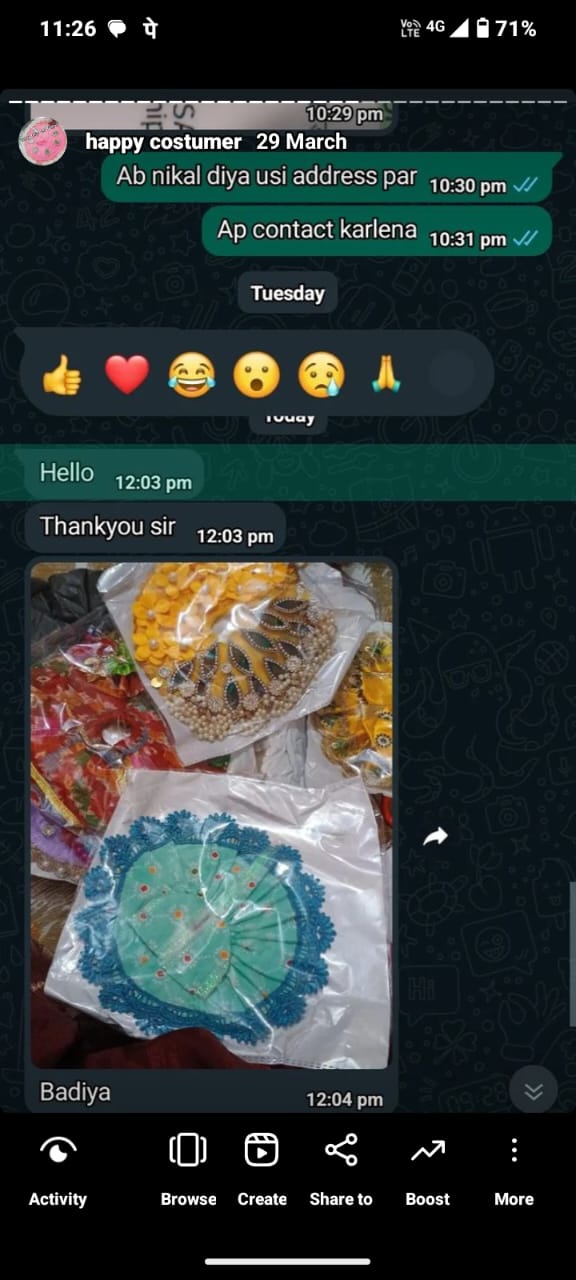 11:26 पे Vo) LTE 4G 71%
10:29 pm
happy costumer 29 March
Ab nikal diya usi address par 10:30 pm
Ap contact karlena 10:31 pm
Tuesday
Today
Hello 12:03 pm
Thankyou sir 12:03 pm
Badiya 12:04 pm
Activity Browse Create Share to Boost More